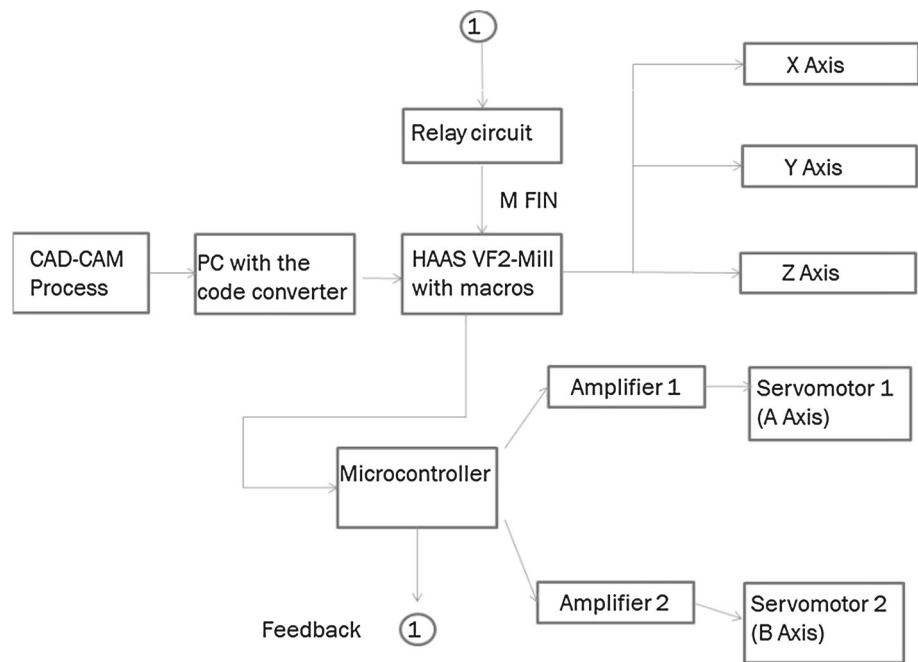 1
X Axis
Relay circuit
Y Axis
M FIN
CAD-CAM
Process
PC with the
code converter
HAAS VF2-Mill
with macros
Z Axis
Amplifier 1
Servomotor 1
(A Axis)
Microcontroller
Amplifier 2
Servomotor 2
(B Axis)
Feedback
1